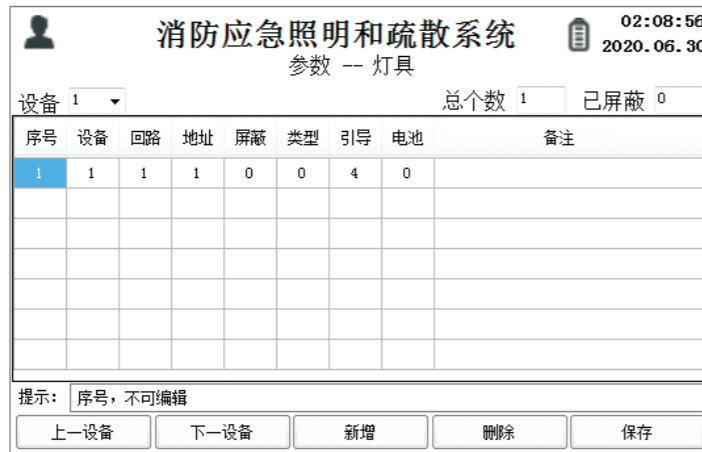 消防应急照明和疏散系统
02:08:56
参数 -- 灯具
2020.06.30
设备 1 总个数 1 已屏蔽 0
序号 设备 回路 地址 屏蔽 类型 引导 电池 备注
1 1 1 1 0 0 4 0
提示： 序号，不可编辑
上一设备 下一设备 新增 删除 保存